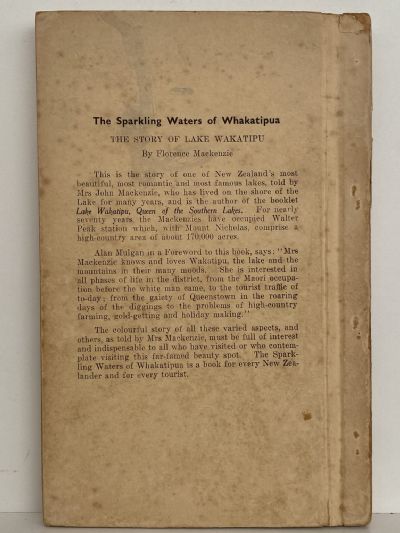 The Sparkling Waters of Whakatipua
THE STORY OF LAKE WAKATIPU
By Florence Mackenzie
This is the story of one of New Zealand's most
beautiful, most romantic and most famous lakes, told by
Mrs John Mackenzie, who has lived on the shore of the
Lake for many years, and is the author of the booklet
Lake Wakatipu, Queen of the Southern Lakes. For nearly
seventy years the Mackenzies have occupied Walter
Peak station which, with Mount Nicholas, comprise a
high-country area of about 170,000 acres.
Alan Mulgan in a Foreword to this book, says: "Mrs
Mackenzie knows and loves Wakatipu, the lake and the
mountains in their many moods. She is interested in
all phases of life in the district, from the Maori occupa-
tion before the white man came, to the tourist traffic of
to-day; from the gaiety of Queenstown in the roaring
days of the diggings to the problems of high-country
farming, gold-getting and holiday making."
The colourful story of all these varied aspects, and
others, as told by Mrs Mackenzie, must be full of interest
and indispensable to all who have visited or who contem-
plate visiting this far-famed beauty spot. The Spark-
ling Waters of Whakatipua is a book for every New Zea-
lander and for every tourist.